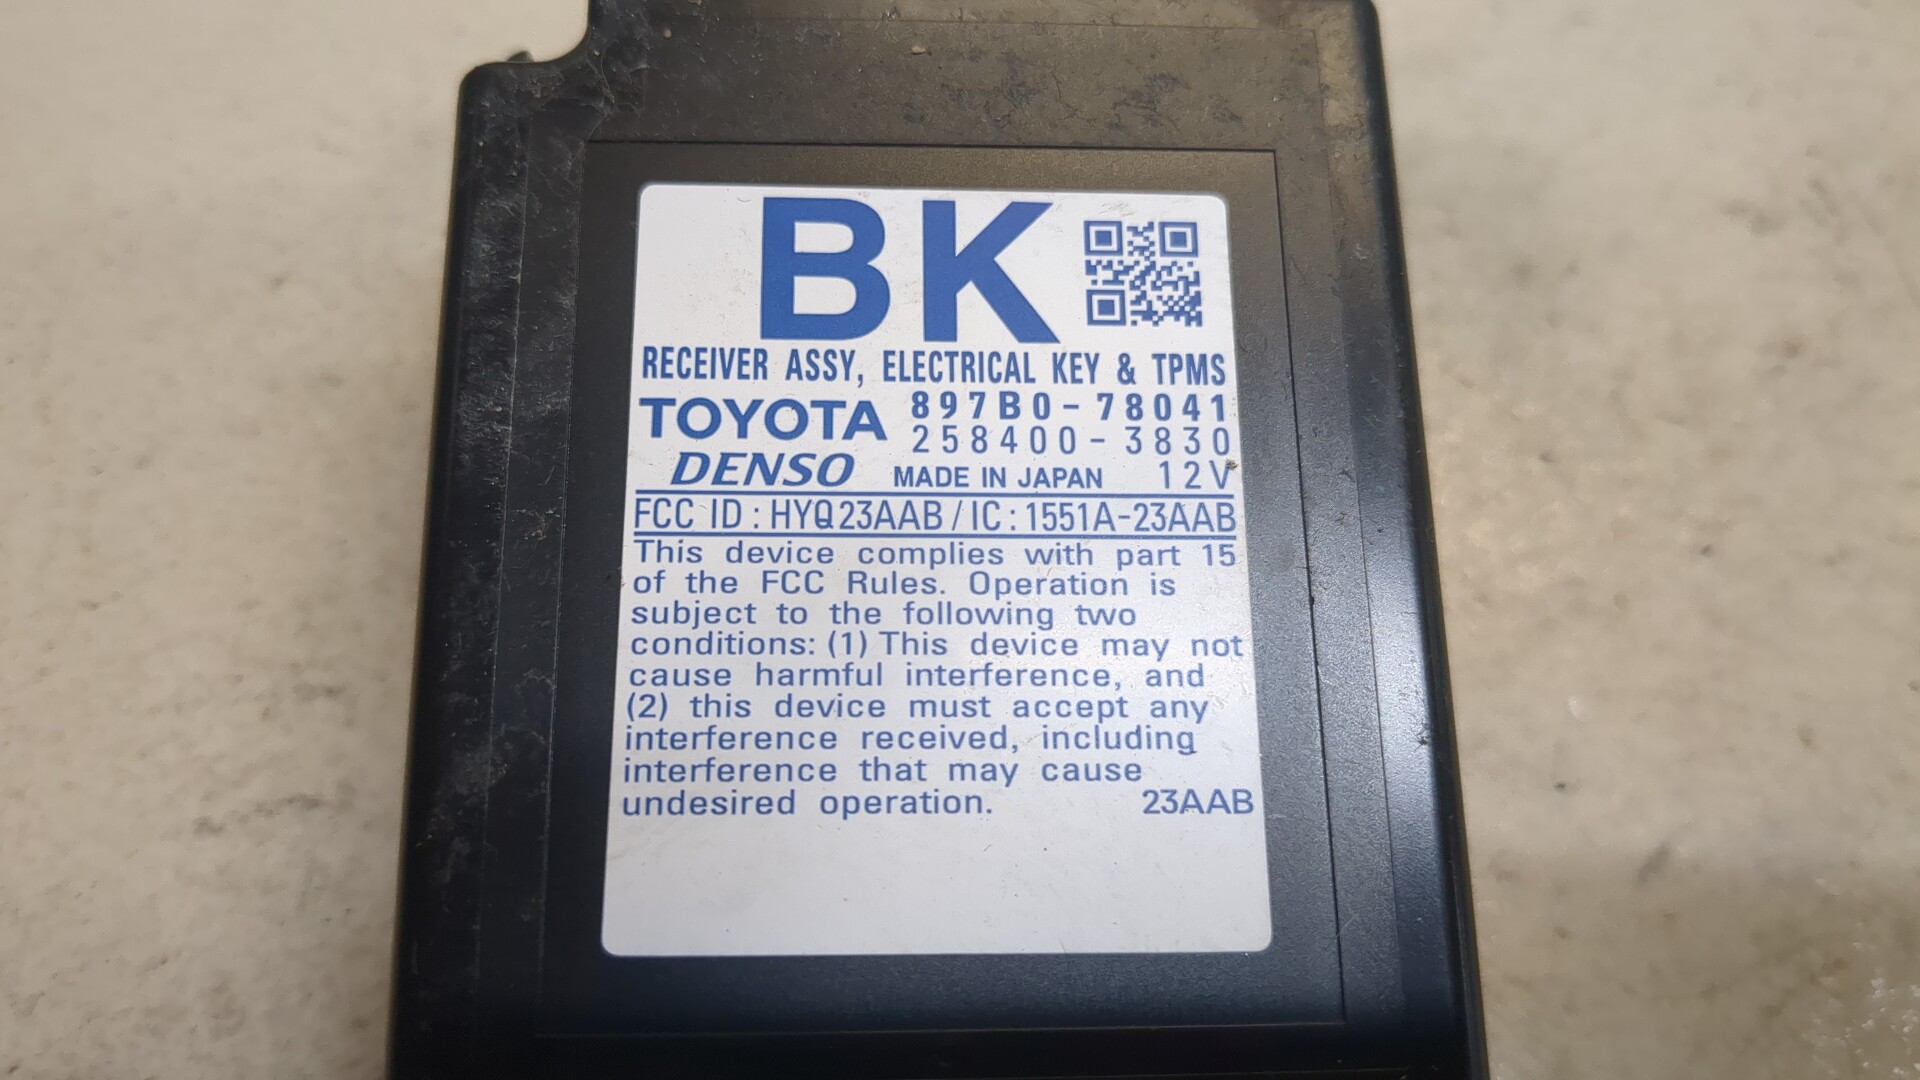 BK
RECEIVER ASSY, ELECTRICAL KEY & TPMS
TOYOTA 897B0-78041
258400-3830
DENSO MADE IN JAPAN 12V
FCC ID : HYQ23AAB / IC : 1551A-23AAB
This device complies with part 15
of the FCC Rules. Operation is
subject to the following two
conditions: (1) This device may not
cause harmful interference, and
(2) this device must accept any
interference received, including
interference that may cause
undesired operation. 23AAB